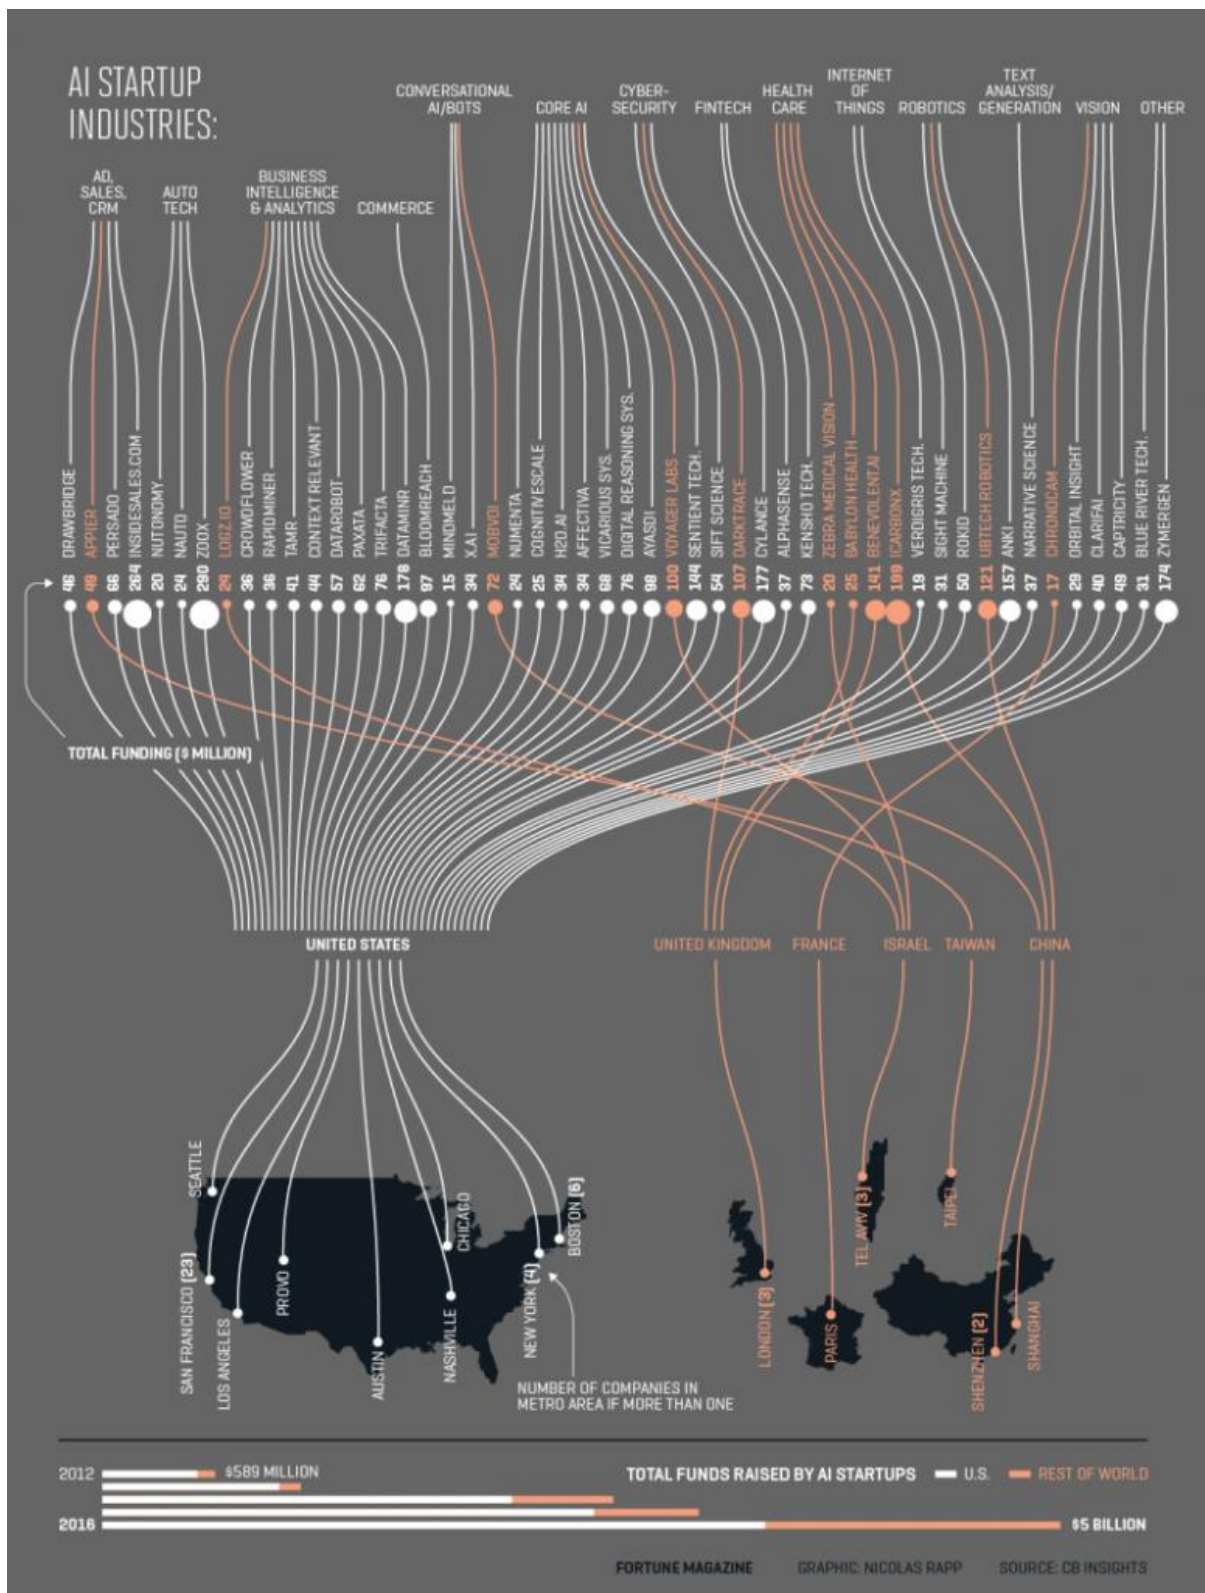 AI STARTUP
INDUSTRIES:
AD,
SALES,
CRM
AUTO
TECH
BUSINESS
INTELLIGENCE
& ANALYTICS
COMMERCE
CONVERSATIONAL
AI/BOTS
CORE AI
CYBER-
SECURITY
FINTECH
HEALTH
CARE
INTERNET
OF
THINGS
ROBOTICS
TEXT
ANALYSIS/
GENERATION
VISION
OTHER
46 DRAWBRIDGE
49 APPIER
66 PERSADO
264 INSIDESALES.COM
20 NUTONOMY
24 NAUTO
290 ZOOX
24 LOGZ.IO
36 CROWDFLOWER
36 RAPIDMINER
41 TAMR
44 CONTEXT RELEVANT
57 DATAROBOT
62 PAXATA
76 TRIFACTA
178 DATAMINR
97 BLOOMREACH
15 MINDMELD
34 X.AI
72 MOBVOI
24 NUMENTA
25 COGNITIVESCALE
34 H2O.AI
34 AFFECTIVA
68 VICARIOUS SYS.
76 DIGITAL REASONING SYS.
98 AYASDI
100 VOYAGER LABS
144 SENTIENT TECH.
54 SIFT SCIENCE
107 DARKTRACE
177 CYLANCE
37 ALPHASENSE
73 KENSHO TECH.
20 ZEBRA MEDICAL VISION
25 BABYLON HEALTH
141 BENEVOLENT.AI
199 ICARBONX
19 VERDIGRIS TECH.
31 SIGHT MACHINE
50 ROKID
121 UBTECH ROBOTICS
157 ANKI
37 NARRATIVE SCIENCE
17 CHRONOCAM
29 ORBITAL INSIGHT
40 CLARIFAI
49 CAPTRICITY
31 BLUE RIVER TECH.
174 ZYMERGEN
TOTAL FUNDING ($ MILLION)
UNITED STATES
UNITED KINGDOM
FRANCE
ISRAEL
TAIWAN
CHINA
SEATTLE
SAN FRANCISCO (23)
LOS ANGELES
PROVO
AUSTIN
NASHVILLE
CHICAGO
NEW YORK (4)
BOSTON (6)
LONDON (3)
PARIS
TEL AVIV (3)
TAIPEI
SHENZHEN (2)
SHANGHAI
NUMBER OF COMPANIES IN
METRO AREA IF MORE THAN ONE
2012 $589 MILLION
TOTAL FUNDS RAISED BY AI STARTUPS U.S. REST OF WORLD
2016 $5 BILLION
FORTUNE MAGAZINE GRAPHIC: NICOLAS RAPP SOURCE: CB INSIGHTS